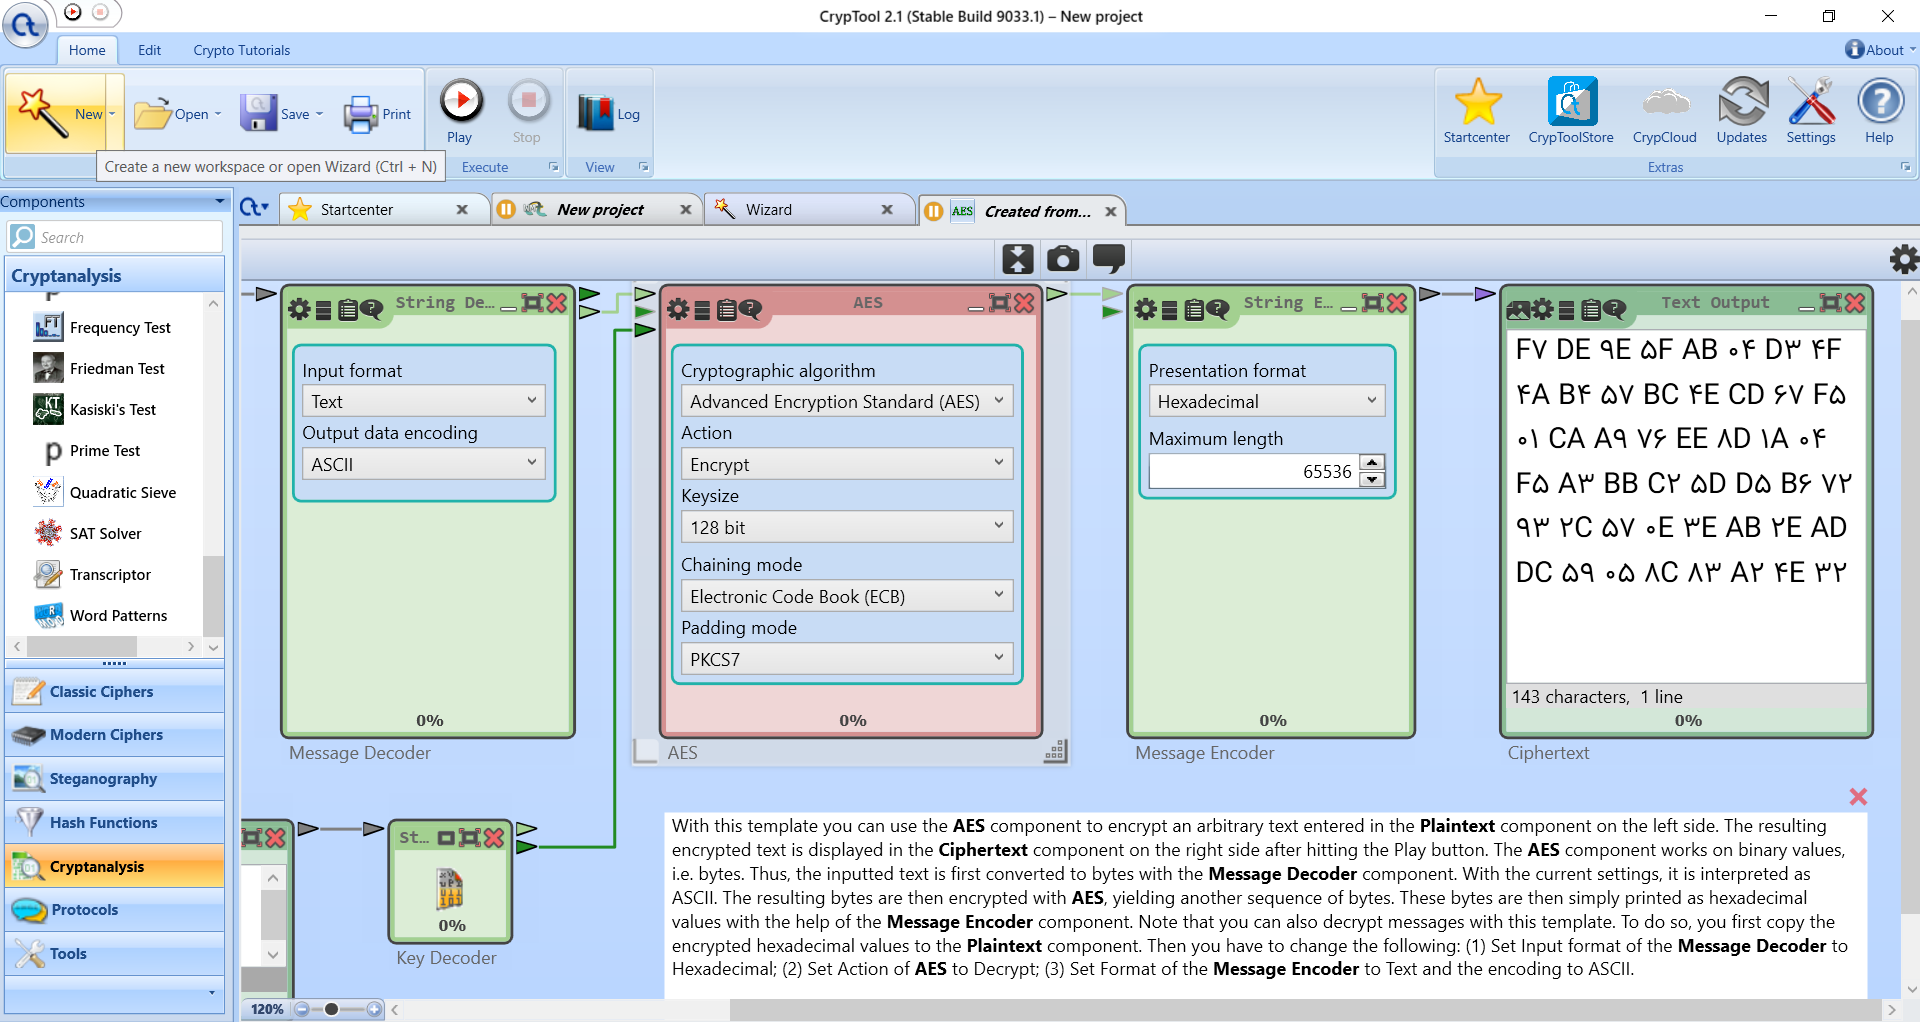 CrypTool 2.1 (Stable Build 9033.1) – New project
Home
Edit
Crypto Tutorials
About
New
Open
Save
Print
Play
Stop
Log
Startcenter
CrypToolStore
CrypCloud
Updates
Settings
Help
Execute
View
Extras
Create a new workspace or open Wizard (Ctrl + N)
Components
Search
Startcenter
New project
Wizard
AES
Created from...
Cryptanalysis
Frequency Test
Friedman Test
Kasiski's Test
Prime Test
Quadratic Sieve
SAT Solver
Transcriptor
Word Patterns
Classic Ciphers
Modern Ciphers
Steganography
Hash Functions
Cryptanalysis
Protocols
Tools
String De...
Input format
Text
Output data encoding
ASCII
0%
Message Decoder
AES
Cryptographic algorithm
Advanced Encryption Standard (AES)
Action
Encrypt
Keysize
128 bit
Chaining mode
Electronic Code Book (ECB)
Padding mode
PKCS7
0%
AES
String E...
Presentation format
Hexadecimal
Maximum length
65536
0%
Message Encoder
Text Output
F۷ DE ۹E ۵F AB ۰۴ D۳ ۴F
۴A B۴ ۵۷ BC ۴E CD ۶۷ F۵
۰۱ CA A۹ ۷۶ EE ۸D ۱A ۰۴
F۵ A۳ BB C۲ ۵D D۵ B۶ ۷۲
۹۳ ۲C ۵۷ ۰E ۳E AB ۲E AD
DC ۵۹ ۰۵ ۸C ۸۳ A۲ ۴E ۳۲
143 characters,  1 line
0%
Ciphertext
St...
0%
Key Decoder
With this template you can use the AES component to encrypt an arbitrary text entered in the Plaintext component on the left side. The resulting
encrypted text is displayed in the Ciphertext component on the right side after hitting the Play button. The AES component works on binary values,
i.e. bytes. Thus, the inputted text is first converted to bytes with the Message Decoder component. With the current settings, it is interpreted as
ASCII. The resulting bytes are then encrypted with AES, yielding another sequence of bytes. These bytes are then simply printed as hexadecimal
values with the help of the Message Encoder component. Note that you can also decrypt messages with this template. To do so, you first copy the
encrypted hexadecimal values to the Plaintext component. Then you have to change the following: (1) Set Input format of the Message Decoder to
Hexadecimal; (2) Set Action of AES to Decrypt; (3) Set Format of the Message Encoder to Text and the encoding to ASCII.
120%